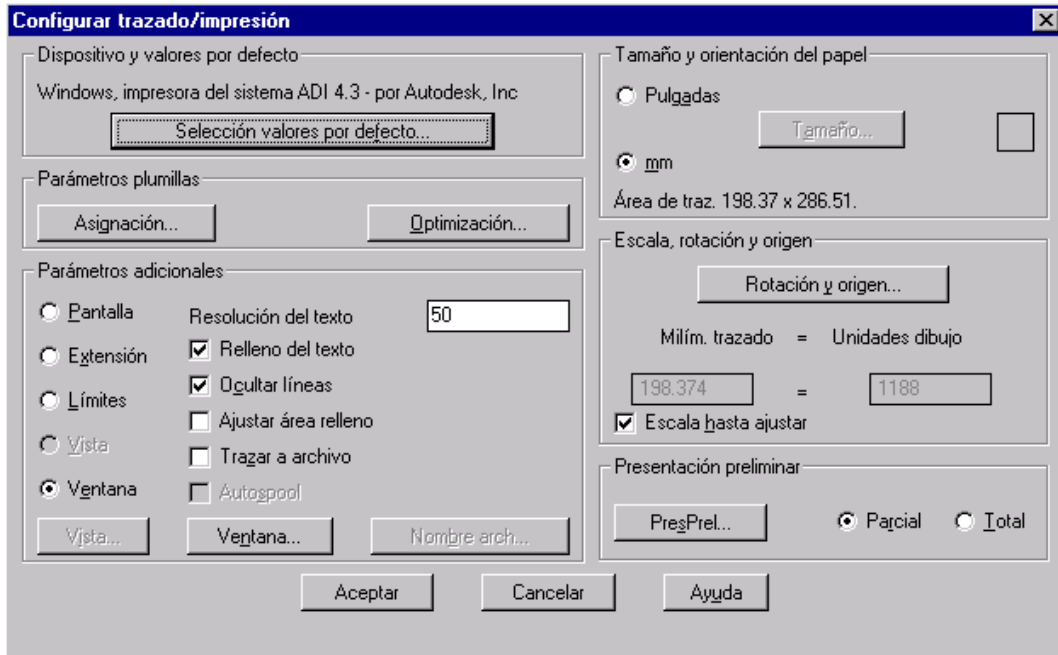 Configurar trazado/impresión
Dispositivo y valores por defecto
Windows, impresora del sistema ADI 4.3 - por Autodesk, Inc
Selección valores por defecto...
Parámetros plumillas
Asignación...
Optimización...
Parámetros adicionales
Pantalla
Extensión
Límites
Vista
Ventana
Resolución del texto
50
Relleno del texto
Ocultar líneas
Ajustar área relleno
Trazar a archivo
Autospool
Vista...
Ventana...
Nombre arch...
Tamaño y orientación del papel
Pulgadas
Tamaño...
mm
Área de traz. 198.37 x 286.51.
Escala, rotación y origen
Rotación y origen...
Milím. trazado = Unidades dibujo
198.374 = 1188
Escala hasta ajustar
Presentación preliminar
PresPrel...
Parcial
Total
Aceptar
Cancelar
Ayuda